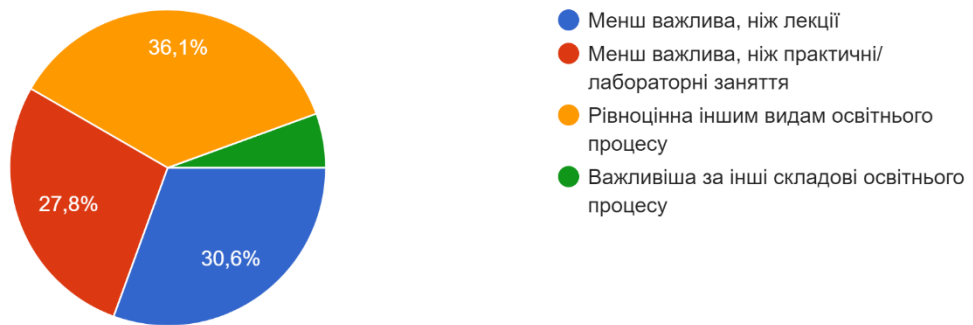 36,1%
27,8%
30,6%
Менш важлива, ніж лекції
Менш важлива, ніж практичні/
лабораторні заняття
Рівноцінна іншим видам освітнього
процесу
Важливіша за інші складові освітнього
процесу